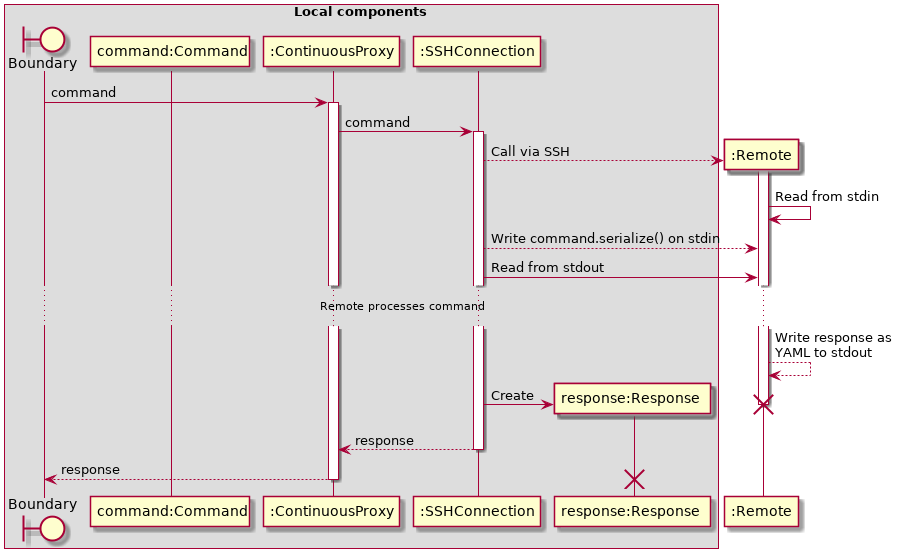 Local components
Boundary
command:Command
:ContinuousProxy
:SSHConnection
command
command
Call via SSH
:Remote
Read from stdin
Write command.serialize() on stdin
Read from stdout
Remote processes command
Write response as
YAML to stdout
Create
response:Response
response
response
Boundary
command:Command
:ContinuousProxy
:SSHConnection
response:Response
:Remote